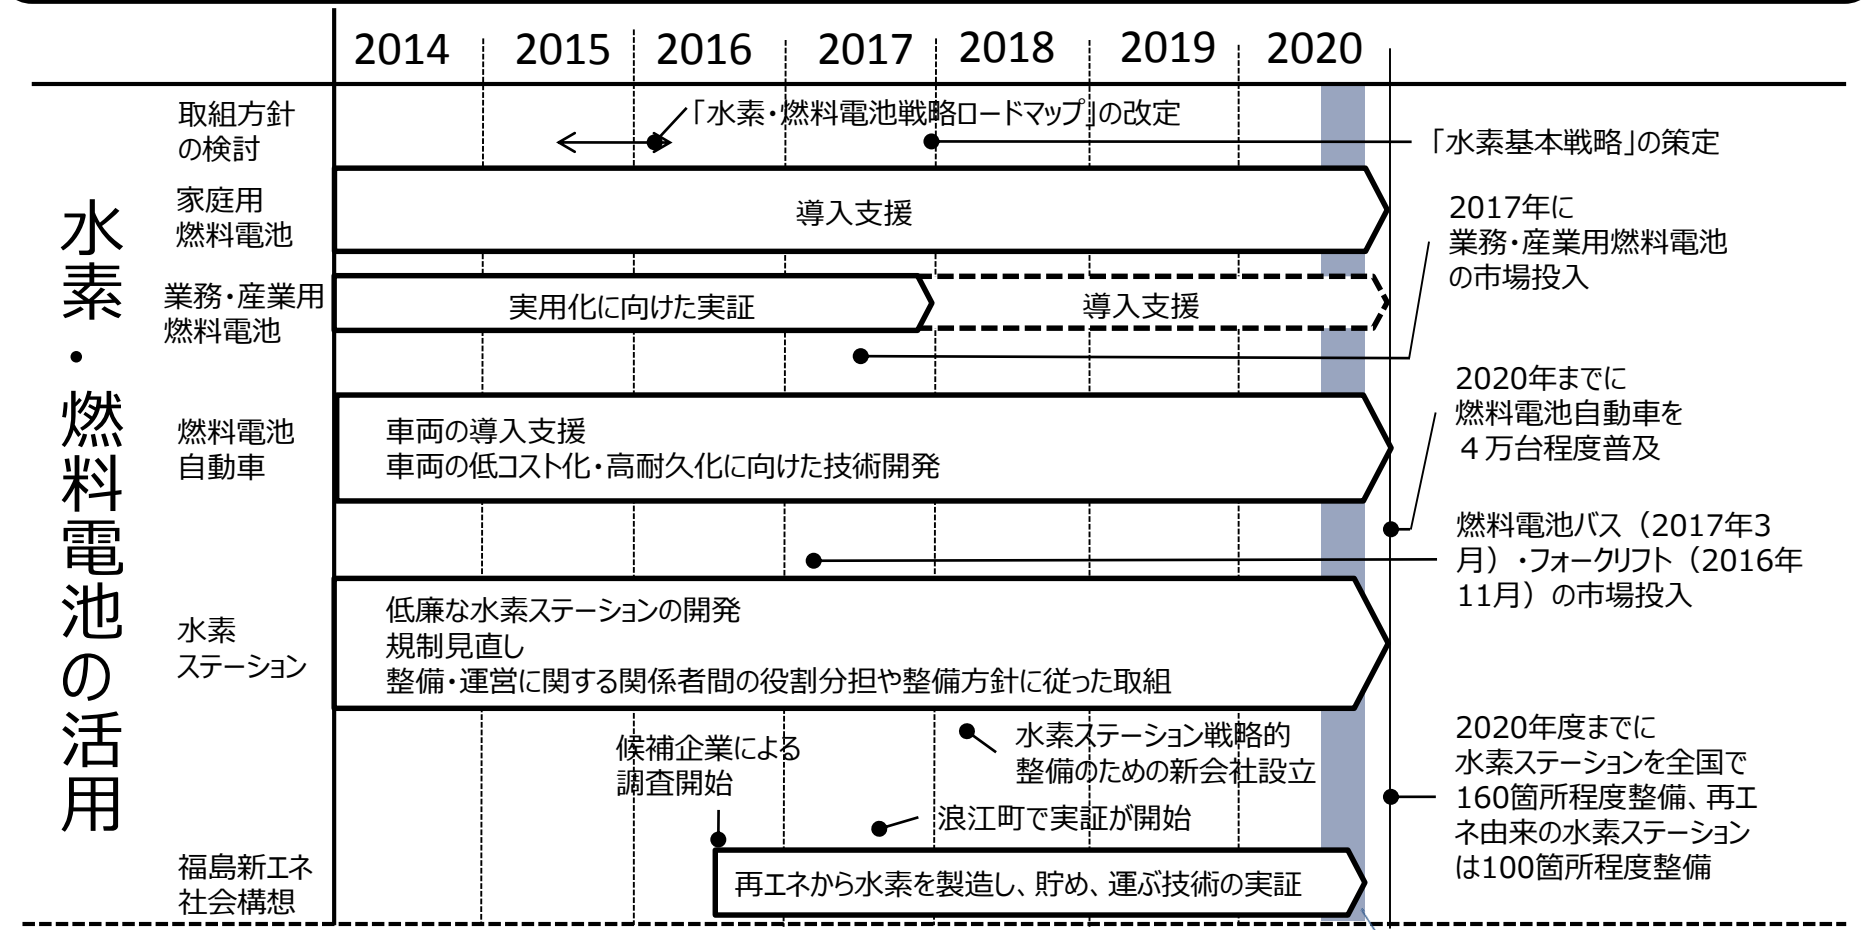 2014 2015 2016 2017 2018 2019 2020
水素・燃料電池の活用
取組方針
の検討
「水素・燃料電池戦略ロードマップ」の改定
「水素基本戦略」の策定
家庭用
燃料電池
導入支援
2017年に
業務・産業用燃料電池
の市場投入
業務・産業用
燃料電池
実用化に向けた実証
導入支援
燃料電池
自動車
車両の導入支援
車両の低コスト化・高耐久化に向けた技術開発
2020年までに
燃料電池自動車を
４万台程度普及
燃料電池バス（2017年3
月）・フォークリフト（2016年
11月）の市場投入
水素
ステーション
低廉な水素ステーションの開発
規制見直し
整備・運営に関する関係者間の役割分担や整備方針に従った取組
水素ステーション戦略的
整備のための新会社設立
2020年度までに
水素ステーションを全国で
160箇所程度整備、再エ
ネ由来の水素ステーション
は100箇所程度整備
候補企業による
調査開始
浪江町で実証が開始
福島新エネ
社会構想
再エネから水素を製造し、貯め、運ぶ技術の実証